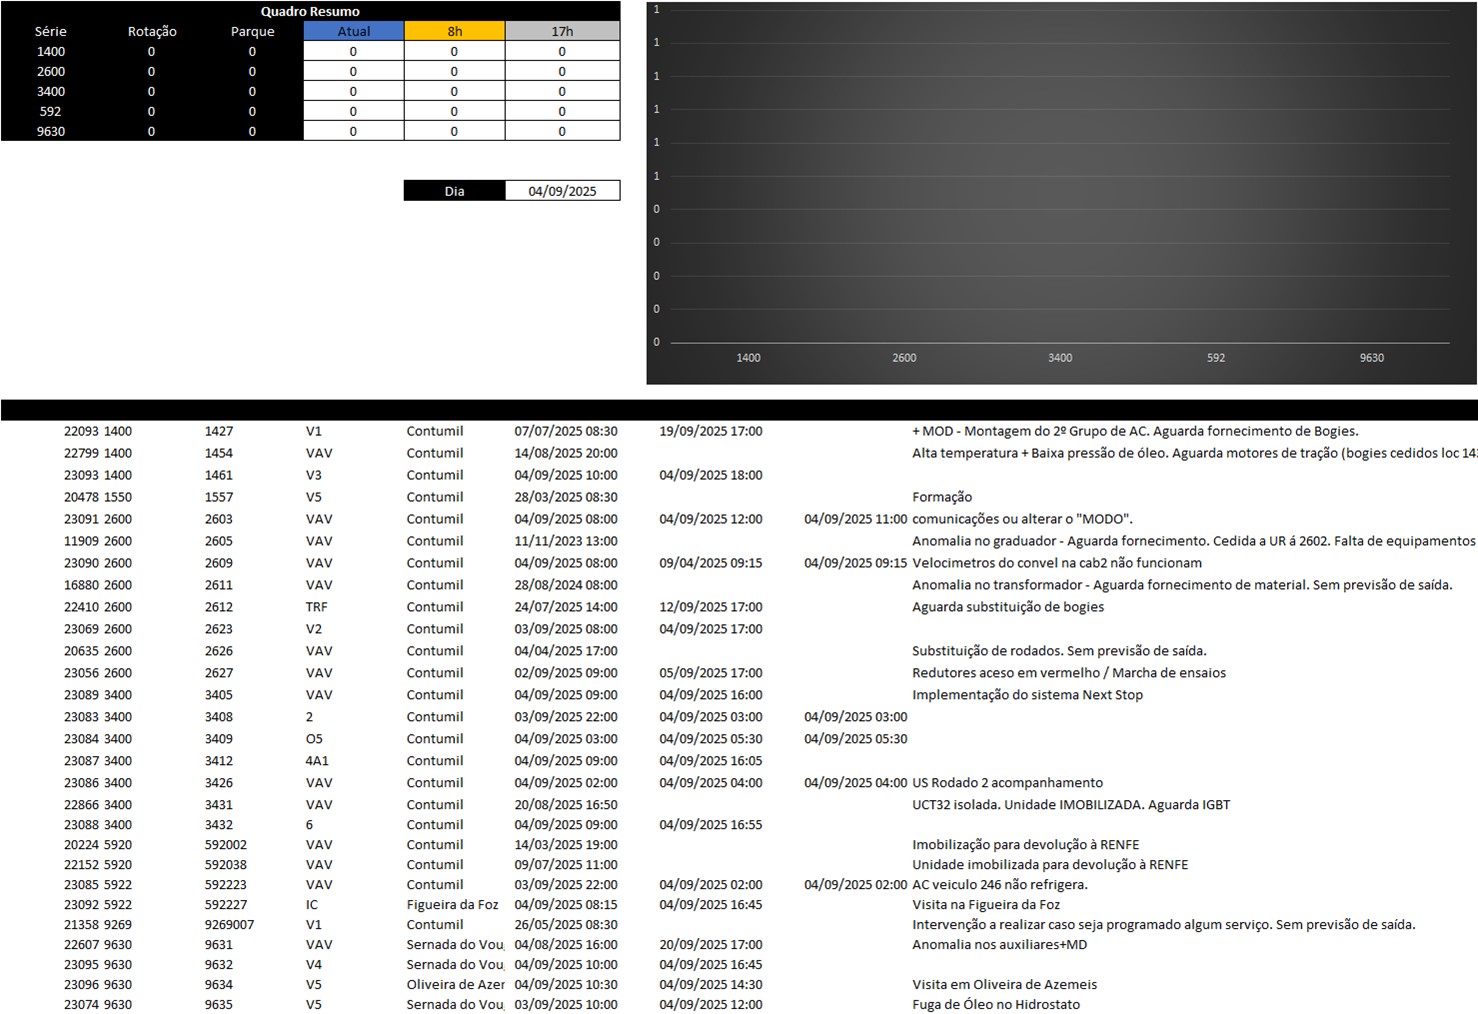 Quadro Resumo
Série Rotação Parque Atual 8h 17h
1400 0 0 0 0 0
2600 0 0 0 0 0
3400 0 0 0 0 0
592 0 0 0 0 0
9630 0 0 0 0 0
Dia 04/09/2025
1
1
1
1
1
1
0
0
0
0
0
1400 2600 3400 592 9630
22093 1400 1427 V1 Contumil 07/07/2025 08:30 19/09/2025 17:00 + MOD - Montagem do 2º Grupo de AC. Aguarda fornecimento de Bogies.
22799 1400 1454 VAV Contumil 14/08/2025 20:00 Alta temperatura + Baixa pressão de óleo. Aguarda motores de tração (bogies cedidos loc 143
23093 1400 1461 V3 Contumil 04/09/2025 10:00 04/09/2025 18:00
20478 1550 1557 V5 Contumil 28/03/2025 08:30 Formação
23091 2600 2603 VAV Contumil 04/09/2025 08:00 04/09/2025 12:00 04/09/2025 11:00 comunicações ou alterar o "MODO".
11909 2600 2605 VAV Contumil 11/11/2023 13:00 Anomalia no graduador - Aguarda fornecimento. Cedida a UR á 2602. Falta de equipamentos
23090 2600 2609 VAV Contumil 04/09/2025 08:00 09/04/2025 09:15 04/09/2025 09:15 Velocimetros do convel na cab2 não funcionam
16880 2600 2611 VAV Contumil 28/08/2024 08:00 Anomalia no transformador - Aguarda fornecimento de material. Sem previsão de saída.
22410 2600 2612 TRF Contumil 24/07/2025 14:00 12/09/2025 17:00 Aguarda substituição de bogies
23069 2600 2623 V2 Contumil 03/09/2025 08:00 04/09/2025 17:00
20635 2600 2626 VAV Contumil 04/04/2025 17:00 Substituição de rodados. Sem previsão de saída.
23056 2600 2627 VAV Contumil 02/09/2025 09:00 05/09/2025 17:00 Redutores aceso em vermelho / Marcha de ensaios
23089 3400 3405 VAV Contumil 04/09/2025 09:00 04/09/2025 16:00 Implementação do sistema Next Stop
23083 3400 3408 2 Contumil 03/09/2025 22:00 04/09/2025 03:00 04/09/2025 03:00
23084 3400 3409 O5 Contumil 04/09/2025 03:00 04/09/2025 05:30 04/09/2025 05:30
23087 3400 3412 4A1 Contumil 04/09/2025 09:00 04/09/2025 16:05
23086 3400 3426 VAV Contumil 04/09/2025 02:00 04/09/2025 04:00 04/09/2025 04:00 US Rodado 2 acompanhamento
22866 3400 3431 VAV Contumil 20/08/2025 16:50 UCT32 isolada. Unidade IMOBILIZADA. Aguarda IGBT
23088 3400 3432 6 Contumil 04/09/2025 09:00 04/09/2025 16:55
20224 5920 592002 VAV Contumil 14/03/2025 19:00 Imobilização para devolução à RENFE
22152 5920 592038 VAV Contumil 09/07/2025 11:00 Unidade imobilizada para devolução à RENFE
23085 5922 592223 VAV Contumil 03/09/2025 22:00 04/09/2025 02:00 04/09/2025 02:00 AC veiculo 246 não refrigera.
23092 5922 592227 IC Figueira da Foz 04/09/2025 08:15 04/09/2025 16:45 Visita na Figueira da Foz
21358 9269 9269007 V1 Contumil 26/05/2025 08:30 Intervenção a realizar caso seja programado algum serviço. Sem previsão de saída.
22607 9630 9631 VAV Sernada do Vou 04/08/2025 16:00 20/09/2025 17:00 Anomalia nos auxiliares+MD
23095 9630 9632 V4 Sernada do Vou 04/09/2025 10:00 04/09/2025 16:45
23096 9630 9634 V5 Oliveira de Azer 04/09/2025 10:30 04/09/2025 14:30 Visita em Oliveira de Azemeis
23074 9630 9635 V5 Sernada do Vou 03/09/2025 10:00 04/09/2025 12:00 Fuga de Óleo no Hidrostato